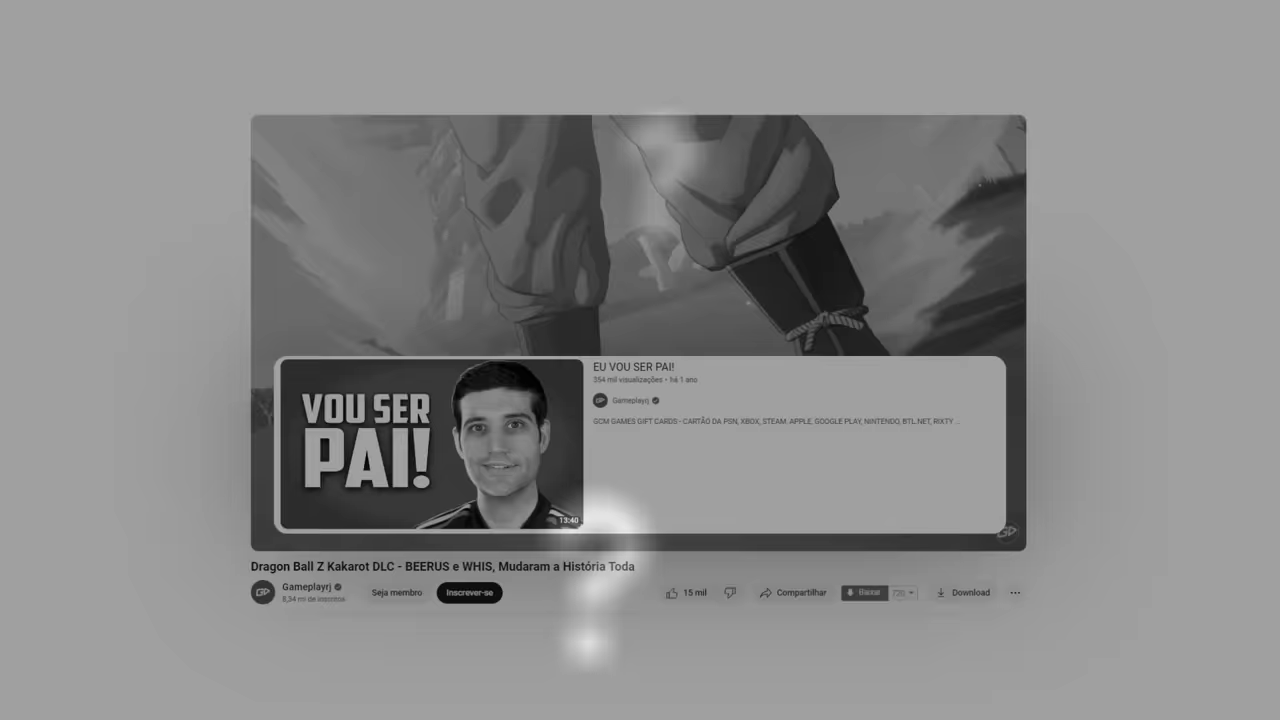 EU VOU SER PAI!
354 mil visualizações • há 1 ano
Gameplayrj
GCM GAMES GIFT CARDS - CARTÃO DA PSN, XBOX, STEAM. APPLE, GOOGLE PLAY, NINTENDO, BTL.NET, RIXTY ...
VOU SER
PAI!
13:40
GP
Dragon Ball Z Kakarot DLC - BEERUS e WHIS, Mudaram a História Toda
Gameplayrj
8,34 mi de inscritos
Seja membro
Inscrever-se
15 mil
Compartilhar
Baixar
720
Download
?
?